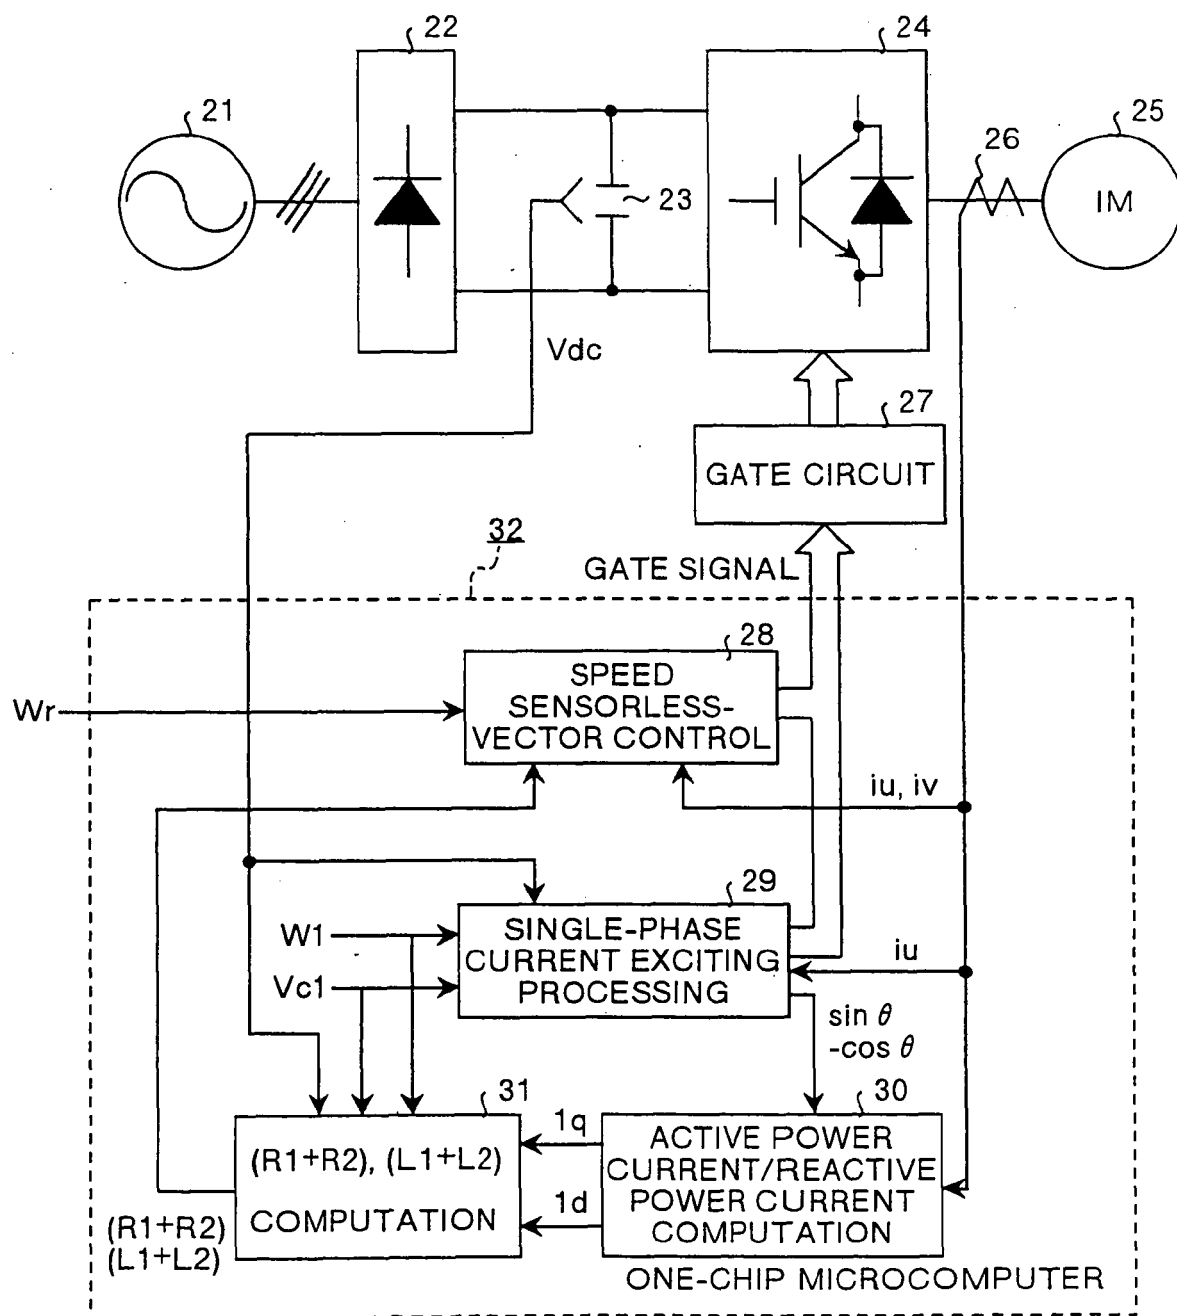 22
24
21
26
25
23
IM
Vdc
27
GATE CIRCUIT
32
GATE SIGNAL
28
SPEED
SENSORLESS-
VECTOR CONTROL
Wr
iu, iv
29
W1
Vc1
SINGLE-PHASE
CURRENT EXCITING
PROCESSING
iu
sin θ
-cos θ
31
30
(R1+R2), (L1+L2)
COMPUTATION
1q
1d
ACTIVE POWER
CURRENT/REACTIVE
POWER CURRENT
COMPUTATION
(R1+R2)
(L1+L2)
ONE-CHIP MICROCOMPUTER